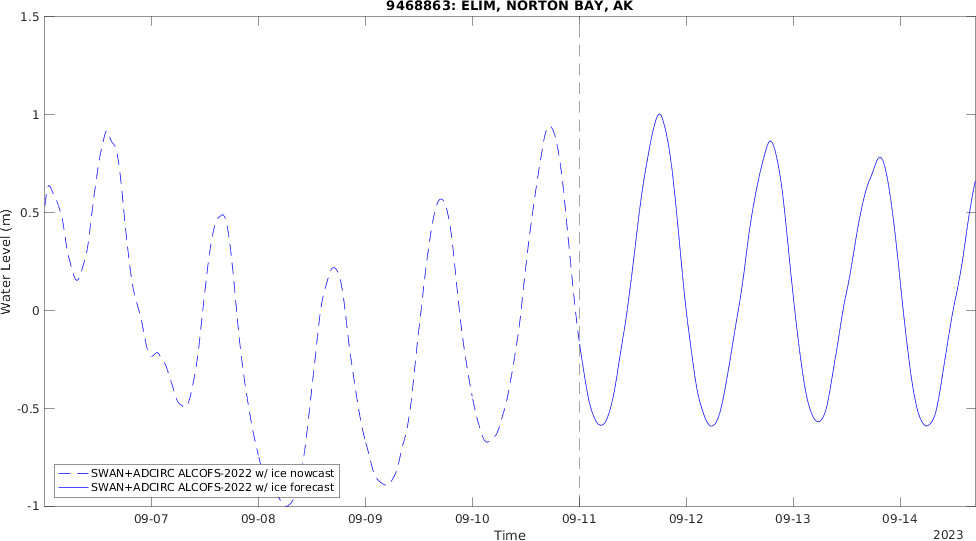 9468863: ELIM, NORTON BAY, AK
1.5
1
0.5
0
-0.5
-1
Water Level (m)
SWAN+ADCIRC ALCOFS-2022 w/ ice nowcast
SWAN+ADCIRC ALCOFS-2022 w/ ice forecast
09-07 09-08 09-09 09-10 09-11 09-12 09-13 09-14
Time
2023